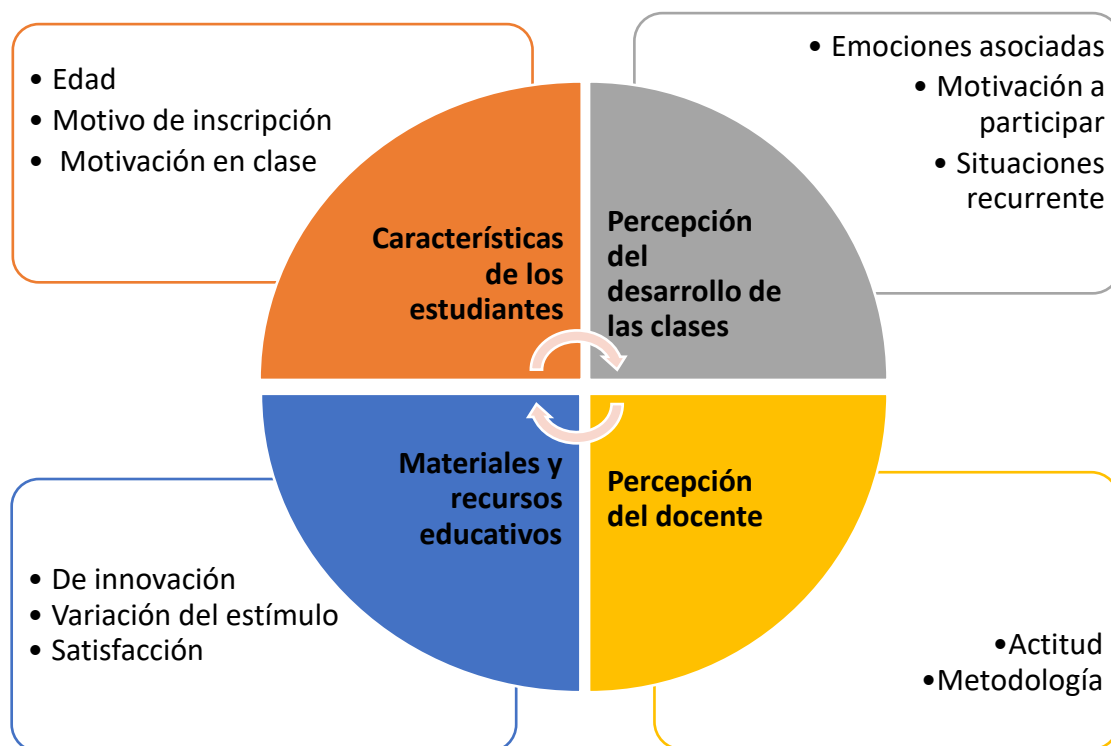 • Edad
• Motivo de inscripción
• Motivación en clase
Características
de los
estudiantes
• Emociones asociadas
• Motivación a
participar
• Situaciones
recurrente
Percepción
del
desarrollo de
las clases
Materiales y
recursos
educativos
• De innovación
• Variación del estímulo
• Satisfacción
Percepción
del docente
•Actitud
•Metodología